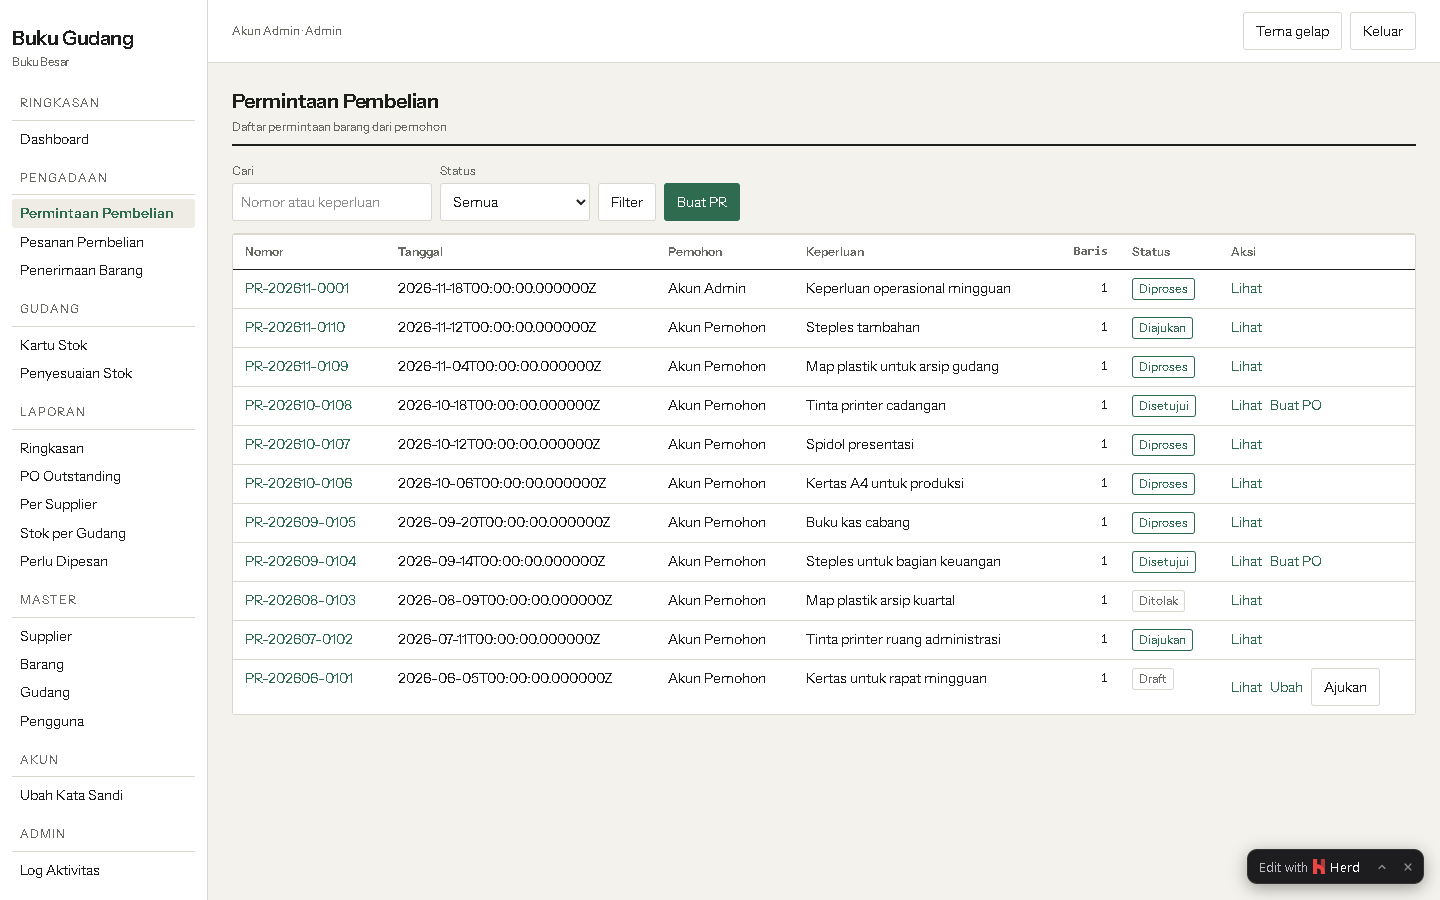 Buku Gudang
Buku Besar
RINGKASAN
Dashboard
PENGADAAN
Permintaan Pembelian
Pesanan Pembelian
Penerimaan Barang
GUDANG
Kartu Stok
Penyesuaian Stok
LAPORAN
Ringkasan
PO Outstanding
Per Supplier
Stok per Gudang
Perlu Dipesan
MASTER
Supplier
Barang
Gudang
Pengguna
AKUN
Ubah Kata Sandi
ADMIN
Log Aktivitas
Akun Admin · Admin
Tema gelap
Keluar
Permintaan Pembelian
Daftar permintaan barang dari pemohon
Cari
Status
Nomor atau keperluan
Semua
Filter
Buat PR
Nomor Tanggal Pemohon Keperluan Baris Status Aksi
PR-202611-0001 2026-11-18T00:00:00.000000Z Akun Admin Keperluan operasional mingguan 1 Diproses Lihat
PR-202611-0110 2026-11-12T00:00:00.000000Z Akun Pemohon Steples tambahan 1 Diajukan Lihat
PR-202611-0109 2026-11-04T00:00:00.000000Z Akun Pemohon Map plastik untuk arsip gudang 1 Diproses Lihat
PR-202610-0108 2026-10-18T00:00:00.000000Z Akun Pemohon Tinta printer cadangan 1 Disetujui Lihat Buat PO
PR-202610-0107 2026-10-12T00:00:00.000000Z Akun Pemohon Spidol presentasi 1 Diproses Lihat
PR-202610-0106 2026-10-06T00:00:00.000000Z Akun Pemohon Kertas A4 untuk produksi 1 Diproses Lihat
PR-202609-0105 2026-09-20T00:00:00.000000Z Akun Pemohon Buku kas cabang 1 Diproses Lihat
PR-202609-0104 2026-09-14T00:00:00.000000Z Akun Pemohon Steples untuk bagian keuangan 1 Disetujui Lihat Buat PO
PR-202608-0103 2026-08-09T00:00:00.000000Z Akun Pemohon Map plastik arsip kuartal 1 Ditolak Lihat
PR-202607-0102 2026-07-11T00:00:00.000000Z Akun Pemohon Tinta printer ruang administrasi 1 Diajukan Lihat
PR-202606-0101 2026-06-05T00:00:00.000000Z Akun Pemohon Kertas untuk rapat mingguan 1 Draft Lihat Ubah Ajukan
Edit with Herd